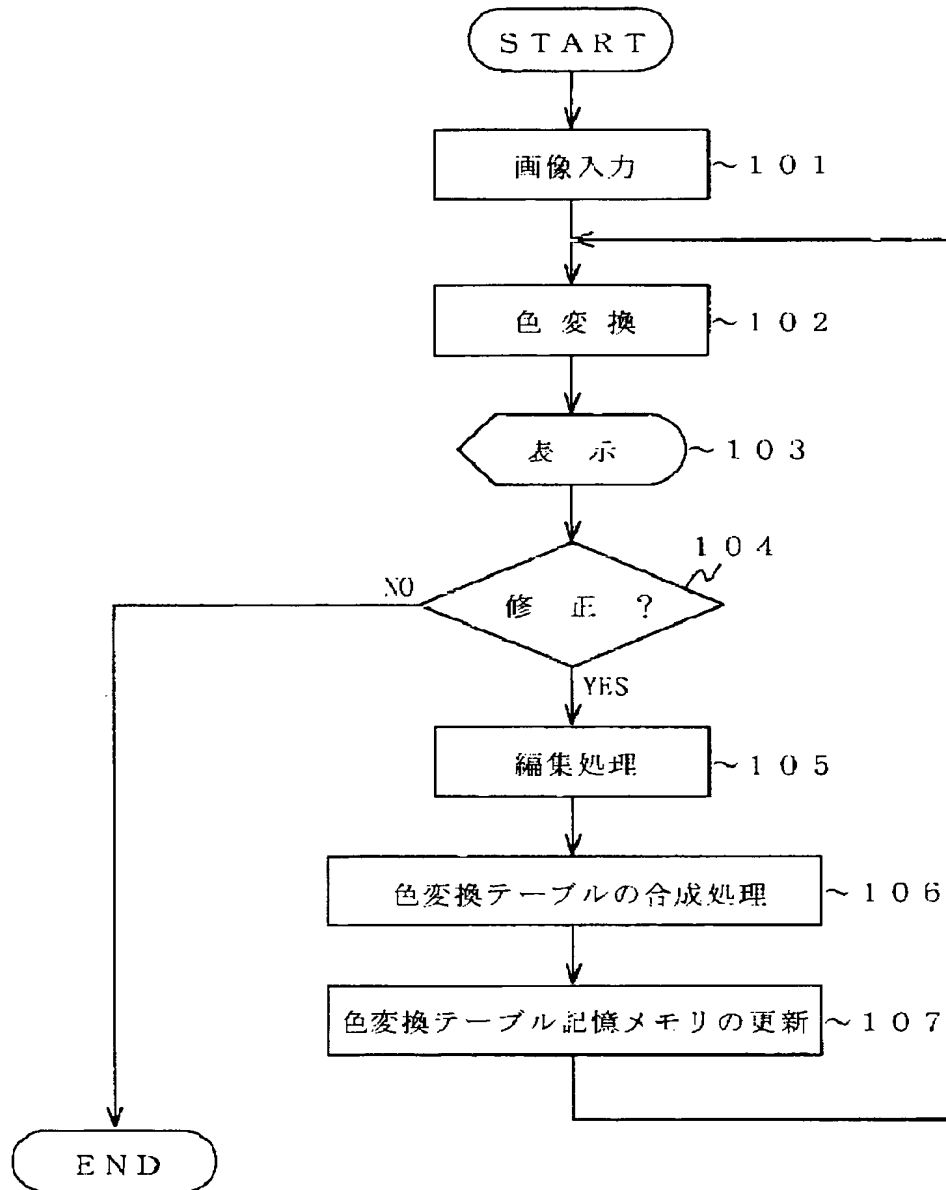 START
画像入力 ~101
色変換 ~102
表示 ~103
104
NO
修正?
YES
編集処理 ~105
色変換テーブルの合成処理 ~106
色変換テーブル記憶メモリの更新 ~107
END